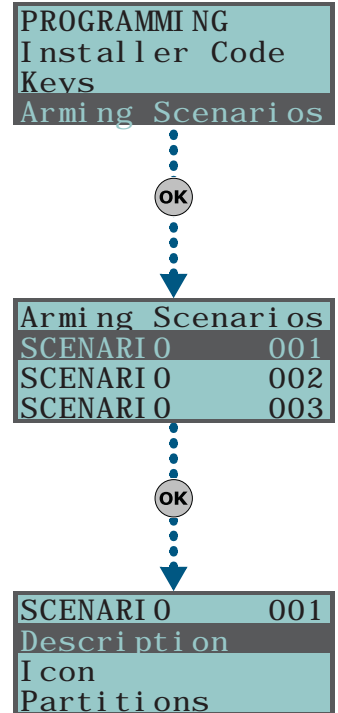 PROGRAMMING
Installer Code
Keys
Arming Scenarios
OK
Arming Scenarios
SCENARIO 001
SCENARIO 002
SCENARIO 003
OK
SCENARIO 001
Description
Icon
Partitions